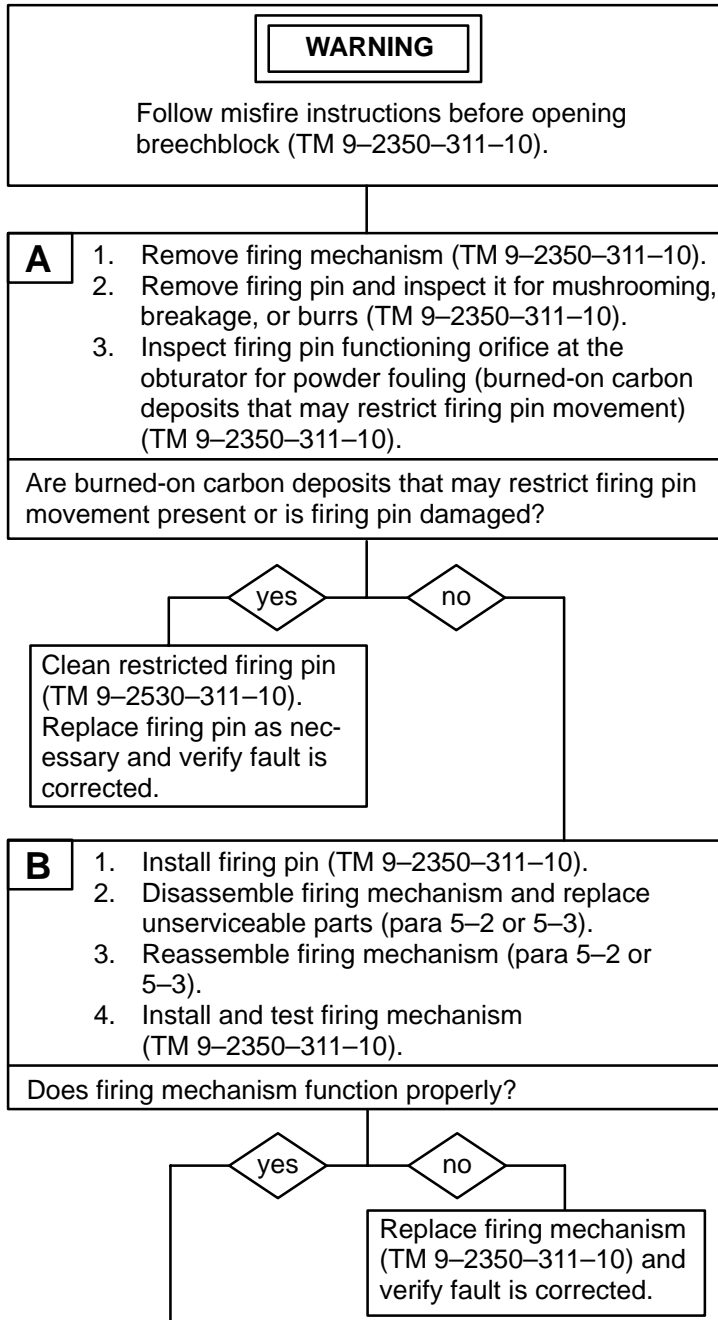 WARNING
Follow misfire instructions before opening
breechblock (TM 9–2350–311–10).
A
1. Remove firing mechanism (TM 9–2350–311–10).
2. Remove firing pin and inspect it for mushrooming,
breakage, or burrs (TM 9–2350–311–10).
3. Inspect firing pin functioning orifice at the
obturator for powder fouling (burned-on carbon
deposits that may restrict firing pin movement)
(TM 9–2350–311–10).
Are burned-on carbon deposits that may restrict firing pin
movement present or is firing pin damaged?
yes
no
Clean restricted firing pin
(TM 9–2530–311–10).
Replace firing pin as nec-
essary and verify fault is
corrected.
B
1. Install firing pin (TM 9–2350–311–10).
2. Disassemble firing mechanism and replace
unserviceable parts (para 5–2 or 5–3).
3. Reassemble firing mechanism (para 5–2 or
5–3).
4. Install and test firing mechanism
(TM 9–2350–311–10).
Does firing mechanism function properly?
yes
no
Replace firing mechanism
(TM 9–2350–311–10) and
verify fault is corrected.